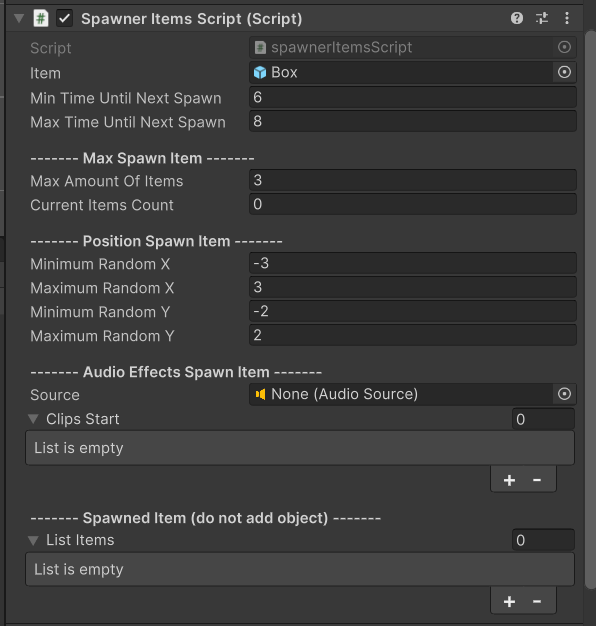 Spawner Items Script (Script)
Script spawnerItemsScript
Item Box
Min Time Until Next Spawn 6
Max Time Until Next Spawn 8
------- Max Spawn Item -------
Max Amount Of Items 3
Current Items Count 0
------- Position Spawn Item -------
Minimum Random X -3
Maximum Random X 3
Minimum Random Y -2
Maximum Random Y 2
------- Audio Effects Spawn Item -------
Source None (Audio Source)
Clips Start 0
List is empty
+ -
------- Spawned Item (do not add object) -------
List Items 0
List is empty
+ -